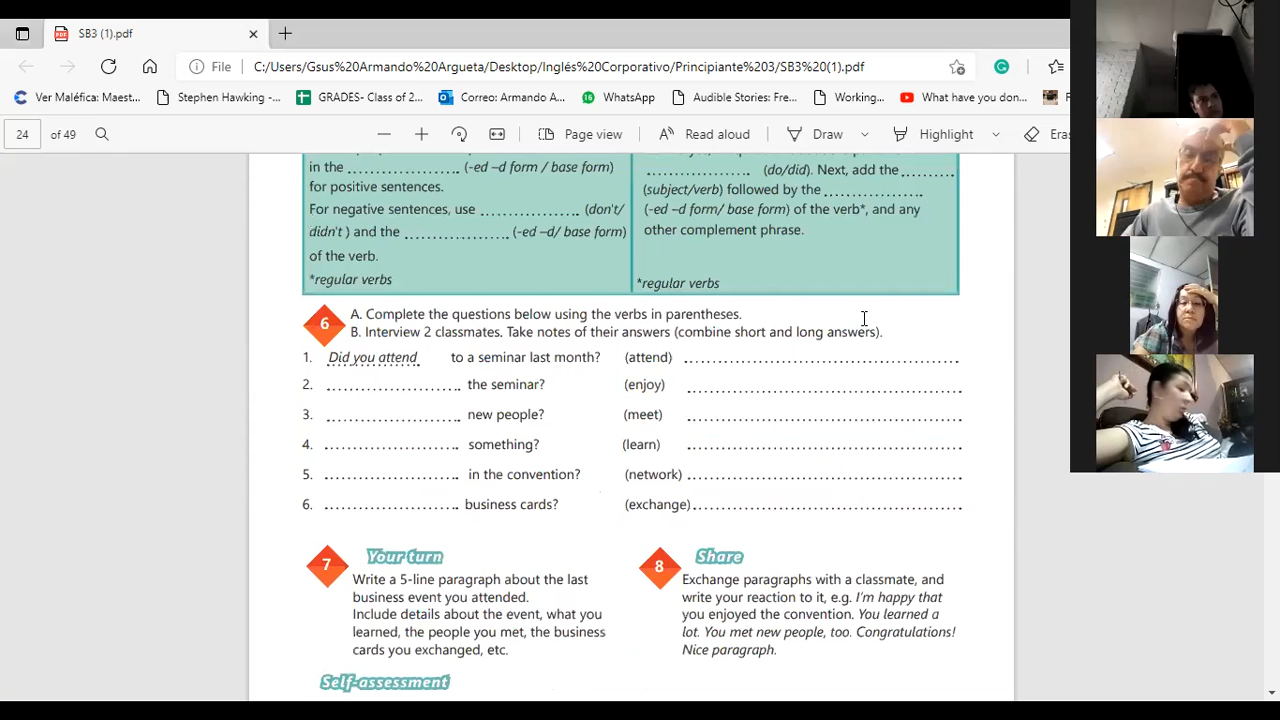 SB3 (1).pdf
File C:/Users/Gsus%20Armando%20Argueta/Desktop/Inglés%20Corporativo/Principiante%203/SB3%20(1).pdf
Ver Maléfica: Maest... Stephen Hawking -... GRADES- Class of 2... Correo: Armando A... WhatsApp Audible Stories: Fre... Working... What have you don...
24 of 49 Page view Read aloud Draw Highlight Eras
in the .................... (-ed –d form / base form)
for positive sentences.
For negative sentences, use .................. (don't/
didn't ) and the ................... (-ed –d/ base form)
of the verb.
*regular verbs
.................. (do/did). Next, add the ..........
(subject/verb) followed by the .................
(-ed –d form/ base form) of the verb*, and any
other complement phrase.
*regular verbs
6 A. Complete the questions below using the verbs in parentheses.
B. Interview 2 classmates. Take notes of their answers (combine short and long answers).
1. Did you attend to a seminar last month? (attend) ..................................................
2. ........................ the seminar? (enjoy) ..................................................
3. ........................ new people? (meet) ..................................................
4. ........................ something? (learn) ..................................................
5. ........................ in the convention? (network) ..................................................
6. ........................ business cards? (exchange) ..................................................
7 Your turn
Write a 5-line paragraph about the last
business event you attended.
Include details about the event, what you
learned, the people you met, the business
cards you exchanged, etc.
8 Share
Exchange paragraphs with a classmate, and
write your reaction to it, e.g. I'm happy that
you enjoyed the convention. You learned a
lot. You met new people, too. Congratulations!
Nice paragraph.
Self-assessment